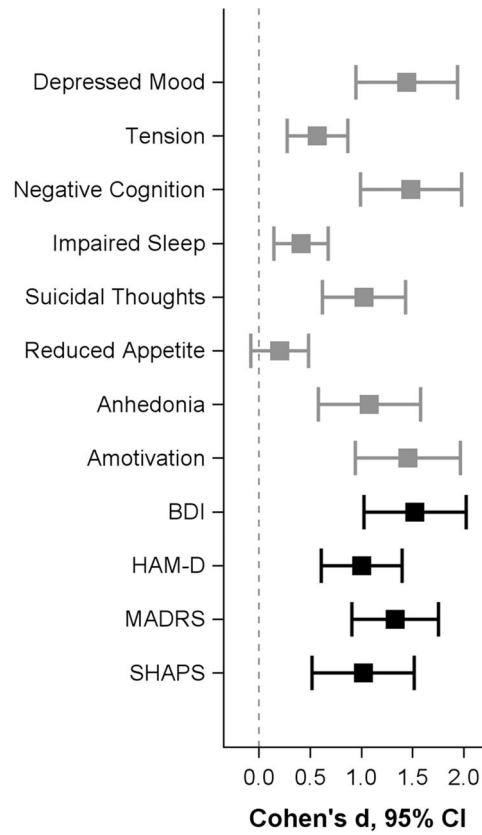 Depressed Mood
Tension
Negative Cognition
Impaired Sleep
Suicidal Thoughts
Reduced Appetite
Anhedonia
Amotivation
BDI
HAM-D
MADRS
SHAPS
0.0 0.5 1.0 1.5 2.0
Cohen's d, 95% CI